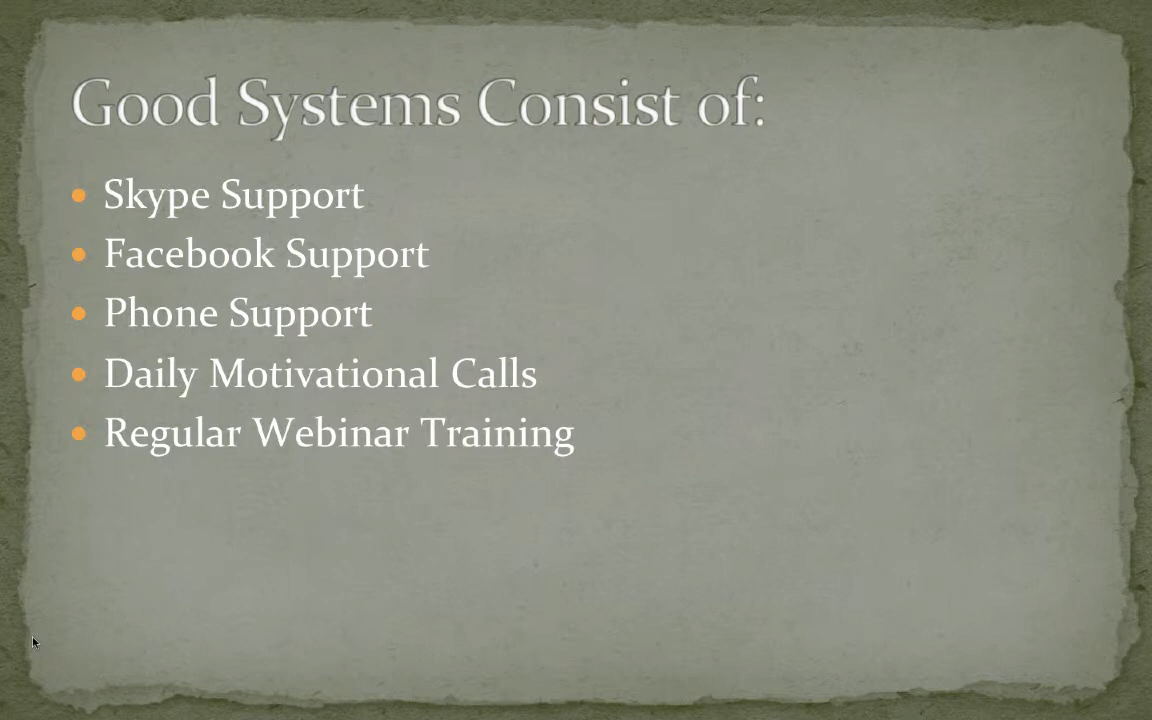 Good Systems Consist of:
Skype Support
Facebook Support
Phone Support
Daily Motivational Calls
Regular Webinar Training